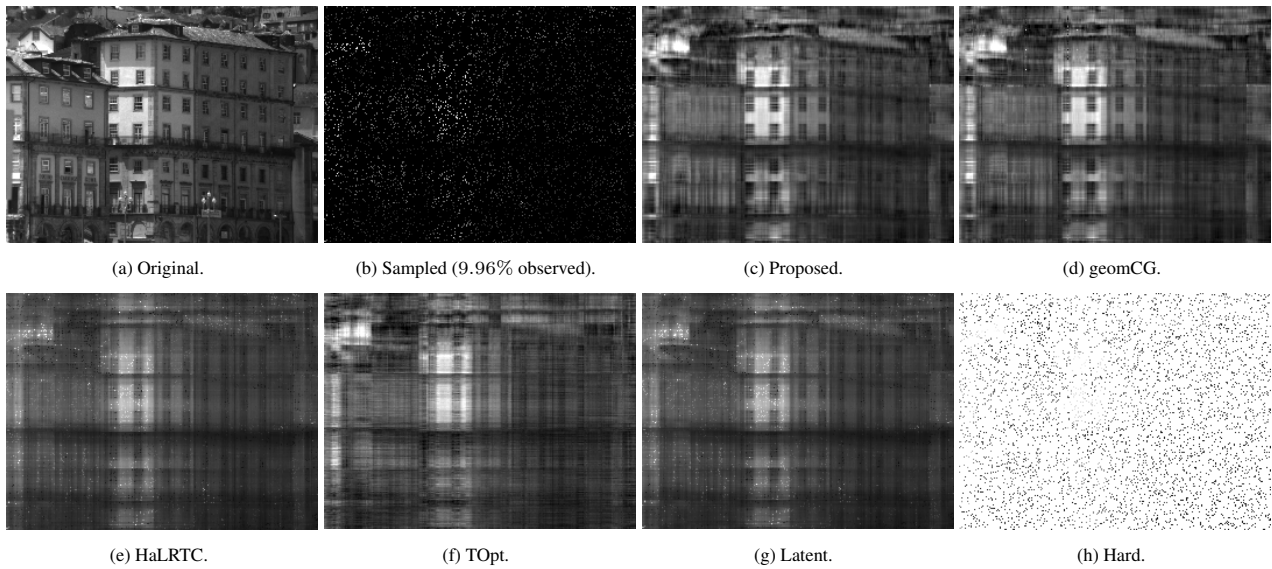 (a) Original.
(b) Sampled (9.96% observed).
(c) Proposed.
(d) geomCG.
(e) HaLRTC.
(f) TOpt.
(g) Latent.
(h) Hard.